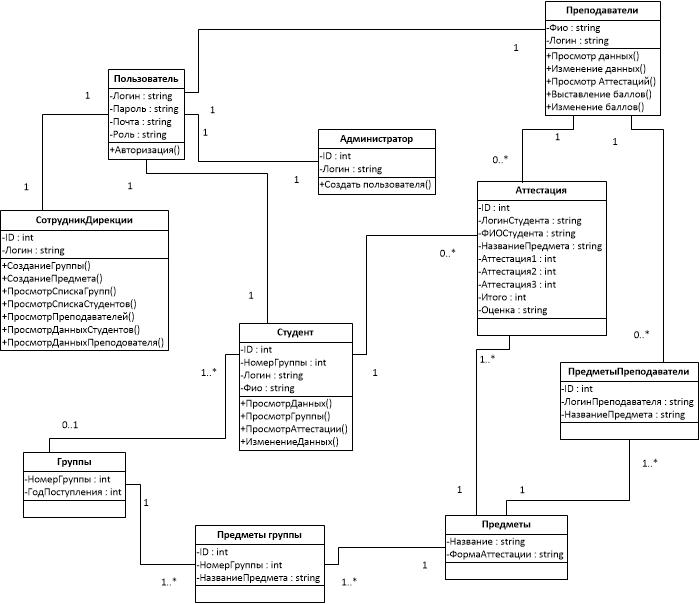 Преподаватели
-Фио : string
-Логин : string
+Просмотр данных()
+Изменение данных()
+Просмотр Аттестаций()
+Выставление баллов()
+Изменение баллов()
1
Пользователь
-Логин : string
-Пароль : string
-Почта : string
-Роль : string
+Авторизация()
1
1
1
1
1
Администратор
-ID : int
-Логин : string
+Создать пользователя()
1
1
1
0..*
1
СотрудникДирекции
-ID : int
-Логин : string
+СозданиеГруппы()
+СозданиеПредмета()
+ПросмотрСпискаГрупп()
+ПросмотрСпискаСтудентов()
+ПросмотрПреподавателей()
+ПросмотрДанныхСтудентов()
+ПросмотрДанныхПреподователя()
Аттестация
-ID : int
-ЛогинСтудента : string
-ФИОСтудента : string
-НазваниеПредмета : string
-Аттестация1 : int
-Аттестация2 : int
-Аттестация3 : int
-Итого : int
-Оценка : string
0..*
1
Студент
-ID : int
-НомерГруппы : int
-Логин : string
-Фио : string
+ПросмотрДанных()
+ПросмотрГруппы()
+ПросмотрАттестации()
+ИзменениеДанных()
1..*
1
1..*
0..*
ПредметыПреподаватели
-ID : int
-ЛогинПреподавателя : string
-НазваниеПредмета : string
0..1
Группы
-НомерГруппы : int
-ГодПоступления : int
1
1
1
1..*
Предметы группы
-ID : int
-НомерГруппы : int
-НазваниеПредмета : string
1..*
1..*
1
Предметы
-Название : string
-ФормаАттестации : string